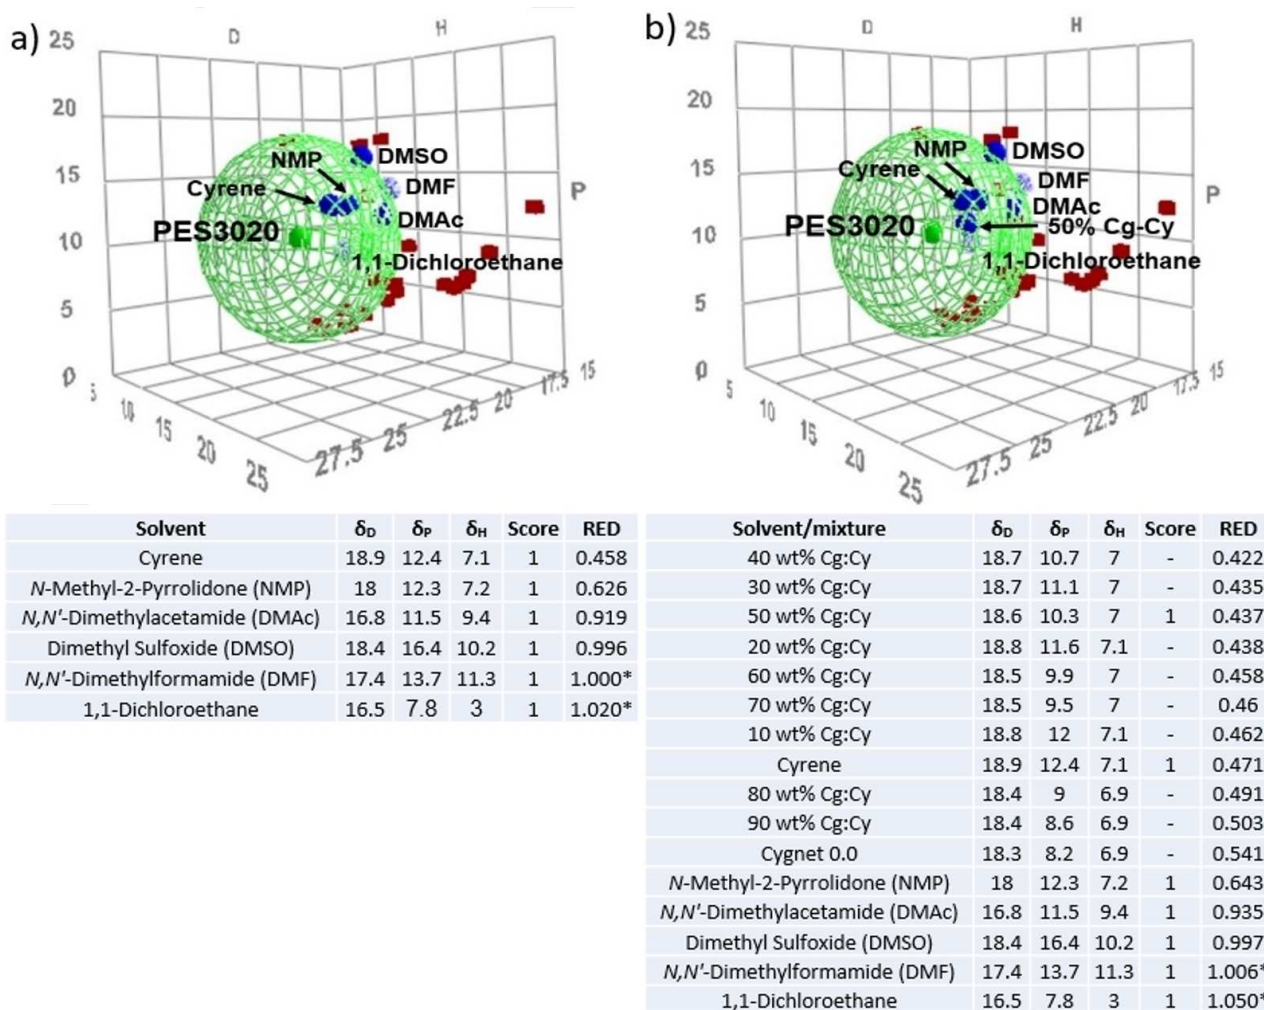 a)
D
H
25
20
15
10
5
0
P
NMP
DMSO
Cyrene
DMF
DMAc
PES3020
1,1-Dichloroethane
5
10
15
20
25
27.5
25
22.5
20
17.5
15
b)
D
H
25
20
15
10
5
0
P
NMP
DMSO
Cyrene
DMF
DMAc
PES3020
50% Cg-Cy
1,1-Dichloroethane
5
10
15
20
25
27.5
25
22.5
20
17.5
15
Solvent δD δP δH Score RED
Cyrene 18.9 12.4 7.1 1 0.458
N-Methyl-2-Pyrrolidone (NMP) 18 12.3 7.2 1 0.626
N,N'-Dimethylacetamide (DMAc) 16.8 11.5 9.4 1 0.919
Dimethyl Sulfoxide (DMSO) 18.4 16.4 10.2 1 0.996
N,N'-Dimethylformamide (DMF) 17.4 13.7 11.3 1 1.000*
1,1-Dichloroethane 16.5 7.8 3 1 1.020*
Solvent/mixture δD δP δH Score RED
40 wt% Cg:Cy 18.7 10.7 7 - 0.422
30 wt% Cg:Cy 18.7 11.1 7 - 0.435
50 wt% Cg:Cy 18.6 10.3 7 1 0.437
20 wt% Cg:Cy 18.8 11.6 7.1 - 0.438
60 wt% Cg:Cy 18.5 9.9 7 - 0.458
70 wt% Cg:Cy 18.5 9.5 7 - 0.46
10 wt% Cg:Cy 18.8 12 7.1 - 0.462
Cyrene 18.9 12.4 7.1 1 0.471
80 wt% Cg:Cy 18.4 9 6.9 - 0.491
90 wt% Cg:Cy 18.4 8.6 6.9 - 0.503
Cygnet 0.0 18.3 8.2 6.9 - 0.541
N-Methyl-2-Pyrrolidone (NMP) 18 12.3 7.2 1 0.643
N,N'-Dimethylacetamide (DMAc) 16.8 11.5 9.4 1 0.935
Dimethyl Sulfoxide (DMSO) 18.4 16.4 10.2 1 0.997
N,N'-Dimethylformamide (DMF) 17.4 13.7 11.3 1 1.006*
1,1-Dichloroethane 16.5 7.8 3 1 1.050*